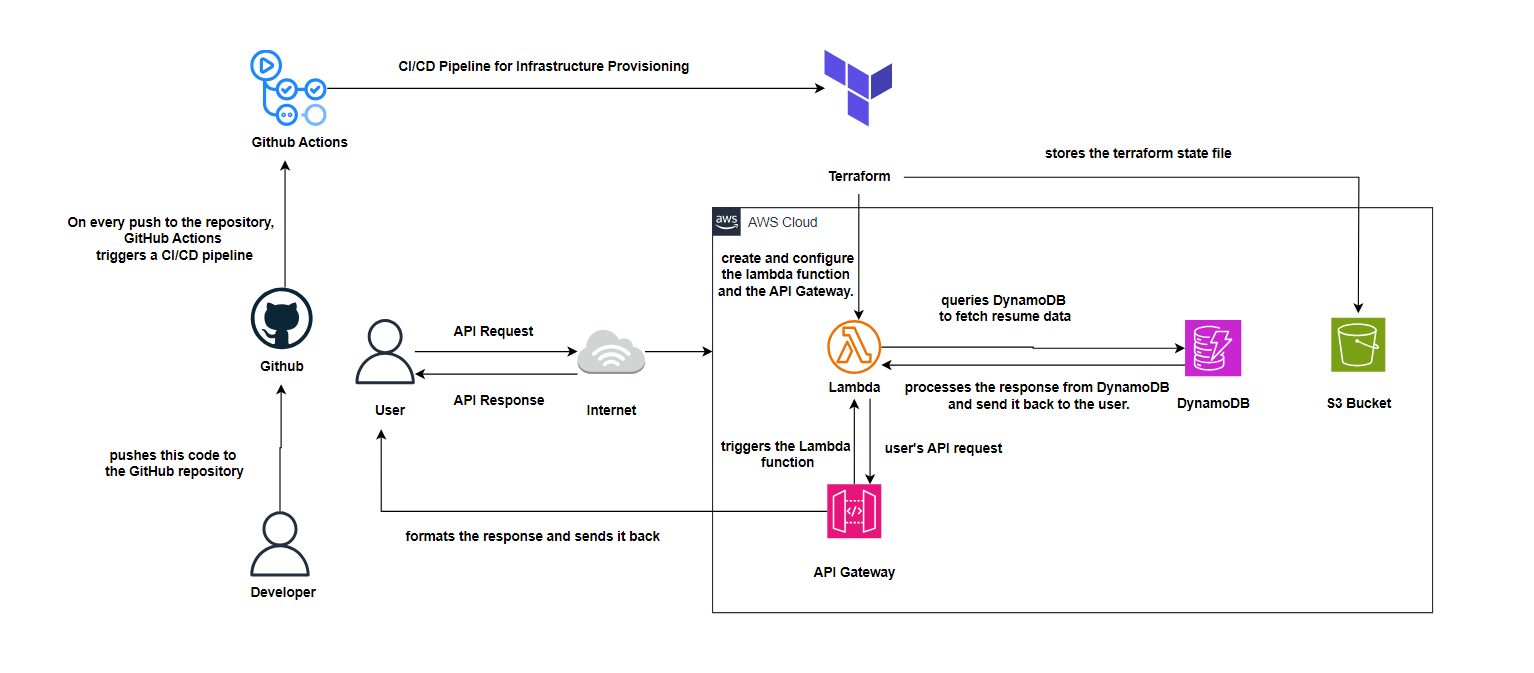 CI/CD Pipeline for Infrastructure Provisioning
Github Actions
stores the terraform state file
Terraform
On every push to the repository,
GitHub Actions
triggers a CI/CD pipeline
aws
AWS Cloud
create and configure
the lambda function
and the API Gateway.
queries DynamoDB
to fetch resume data
API Request
Github
Lambda
processes the response from DynamoDB
and send it back to the user.
DynamoDB
S3 Bucket
API Response
User
Internet
triggers the Lambda
function
user's API request
pushes this code to
the GitHub repository
</>
formats the response and sends it back
API Gateway
Developer